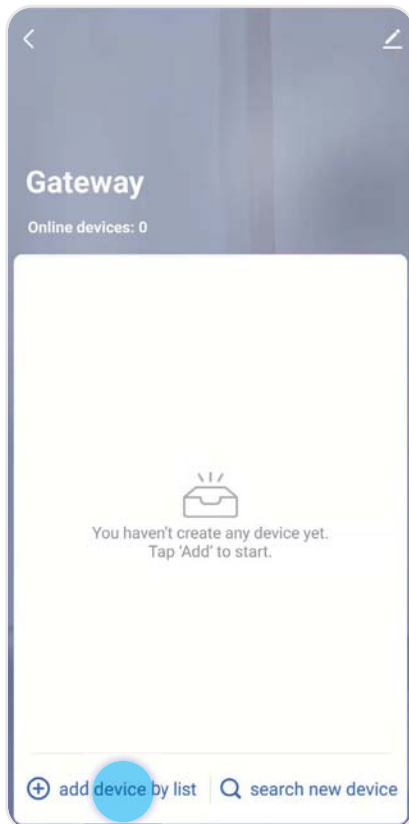 Gateway
Online devices: 0
You haven't create any device yet.
Tap 'Add' to start.
add device by list
search new device